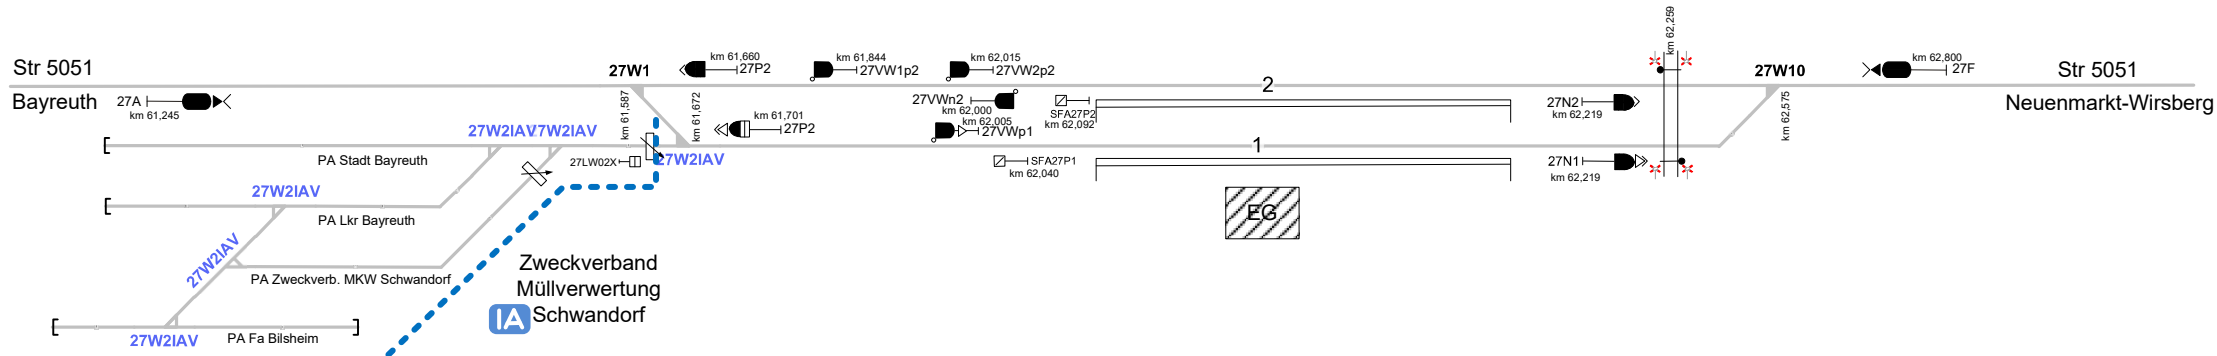 Str 5051
Bayreuth
27A
km 61,245
27W1
km 61,587
km 61,660
27P2
km 61,672
km 61,701
27P2
km 61,844
27VW1p2
km 62,015
27VW2p2
27VWn2
km 62,000
km 62,005
27VWp1
SFA27P2
km 62,092
SFA27P1
km 62,040
2
1
27N2
km 62,219
27N1
km 62,219
km 62,259
27W10
km 62,575
km 62,800
27F
Str 5051
Neuenmarkt-Wirsberg
27W2IAV
27W2IAV
27W2IAV
27LW02X
PA Stadt Bayreuth
27W2IAV
PA Lkr Bayreuth
27W2IAV
PA Zweckverb. MKW Schwandorf
27W2IAV
PA Fa Bilsheim
Zweckverband
Müllverwertung
IA Schwandorf
EG